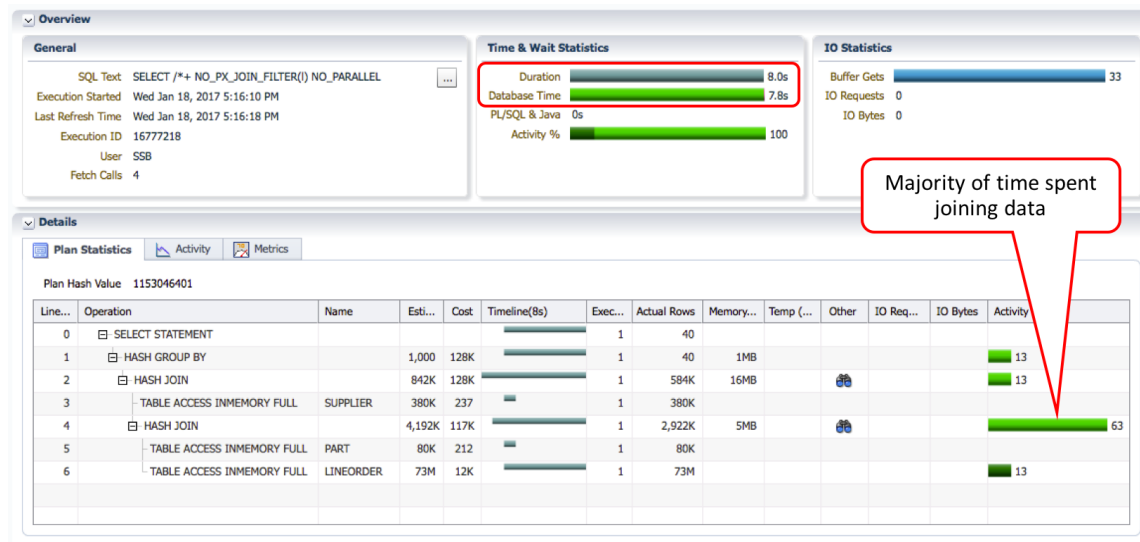 Overview
General
SQL Text SELECT /*+ NO_PX_JOIN_FILTER(l) NO_PARALLEL ...
Execution Started Wed Jan 18, 2017 5:16:10 PM
Last Refresh Time Wed Jan 18, 2017 5:16:18 PM
Execution ID 16777218
User SSB
Fetch Calls 4
Time & Wait Statistics
Duration 8.0s
Database Time 7.8s
PL/SQL & Java 0s
Activity % 100
IO Statistics
Buffer Gets 33
IO Requests 0
IO Bytes 0
Majority of time spent
joining data
Details
Plan Statistics Activity Metrics
Plan Hash Value 1153046401
Line... Operation Name Esti... Cost Timeline(8s) Exec... Actual Rows Memory... Temp (... Other IO Req... IO Bytes Activity
0 SELECT STATEMENT 1 40
1 HASH GROUP BY 1,000 128K 1 40 1MB 13
2 HASH JOIN 842K 128K 1 584K 16MB 13
3 TABLE ACCESS INMEMORY FULL SUPPLIER 380K 237 1 380K
4 HASH JOIN 4,192K 117K 1 2,922K 5MB 63
5 TABLE ACCESS INMEMORY FULL PART 80K 212 1 80K
6 TABLE ACCESS INMEMORY FULL LINEORDER 73M 12K 1 73M 13